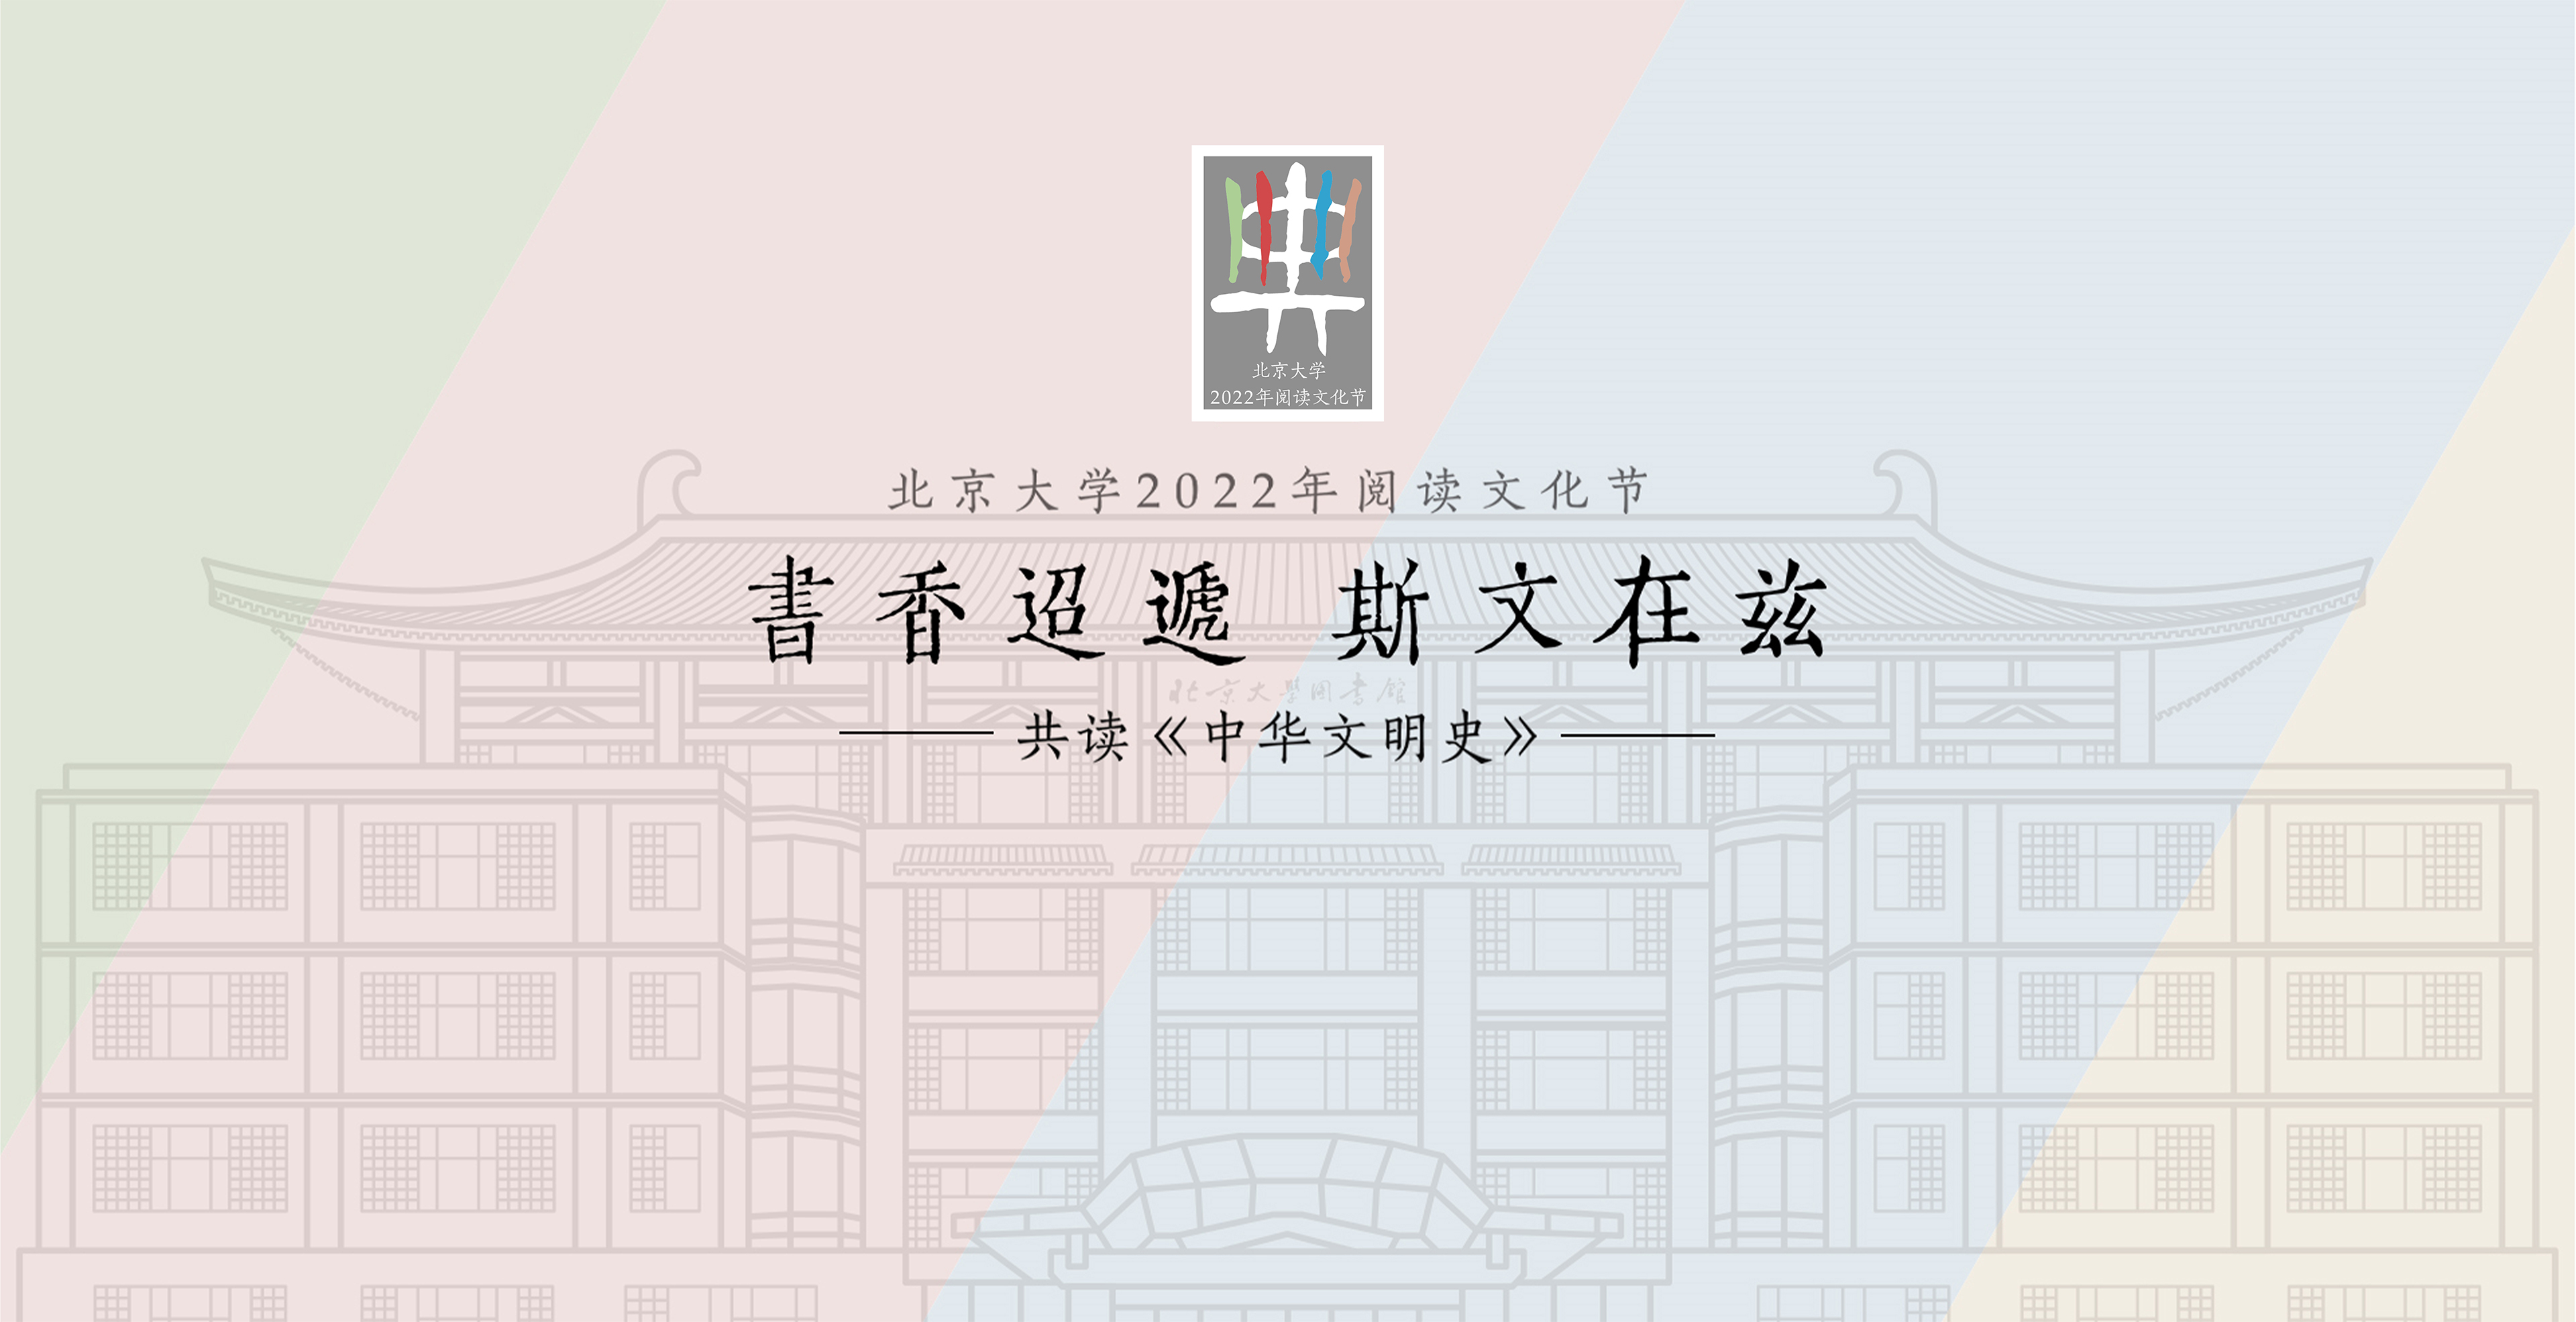 北京大学
2022年阅读文化节
北京大学2022年阅读文化节
書香迢遞 斯文在兹
北京大學圖書館
共读《中华文明史》